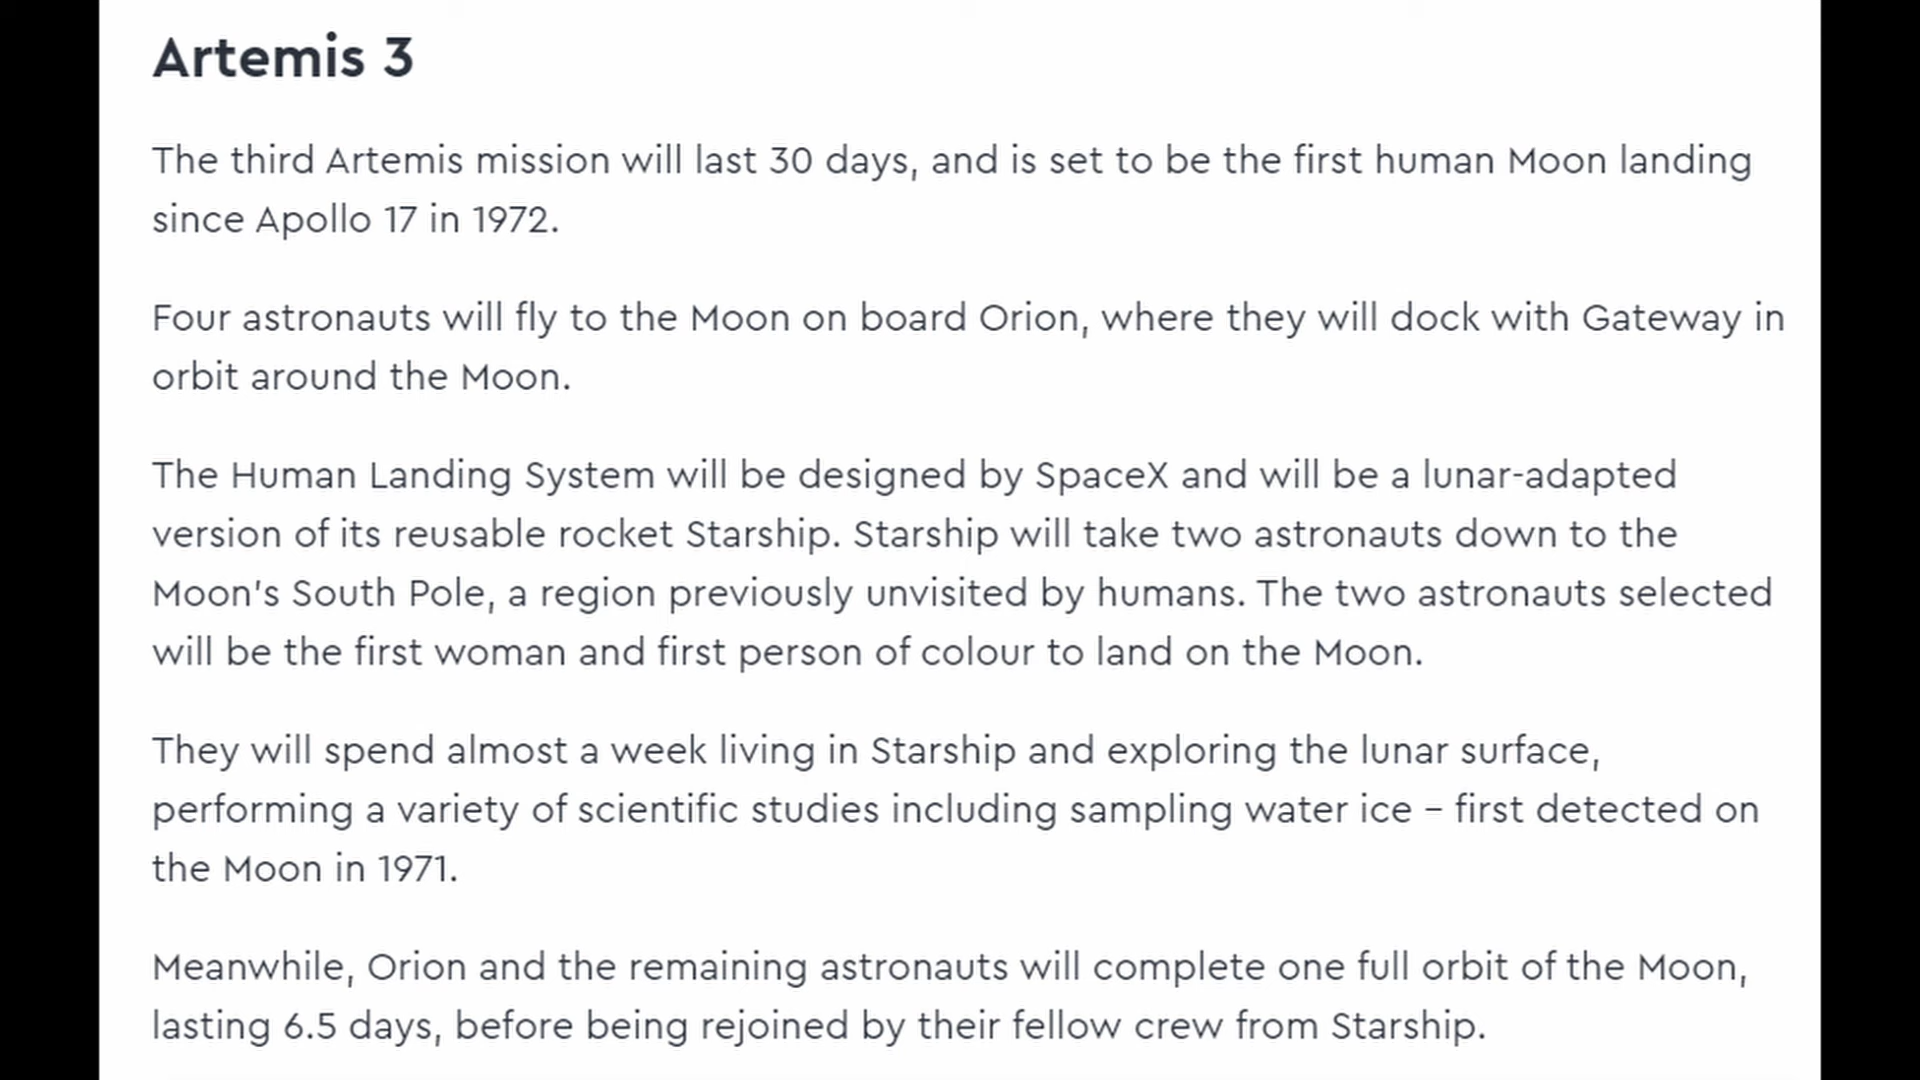 Artemis 3
The third Artemis mission will last 30 days, and is set to be the first human Moon landing
since Apollo 17 in 1972.
Four astronauts will fly to the Moon on board Orion, where they will dock with Gateway in
orbit around the Moon.
The Human Landing System will be designed by SpaceX and will be a lunar-adapted
version of its reusable rocket Starship. Starship will take two astronauts down to the
Moon's South Pole, a region previously unvisited by humans. The two astronauts selected
will be the first woman and first person of colour to land on the Moon.
They will spend almost a week living in Starship and exploring the lunar surface,
performing a variety of scientific studies including sampling water ice – first detected on
the Moon in 1971.
Meanwhile, Orion and the remaining astronauts will complete one full orbit of the Moon,
lasting 6.5 days, before being rejoined by their fellow crew from Starship.